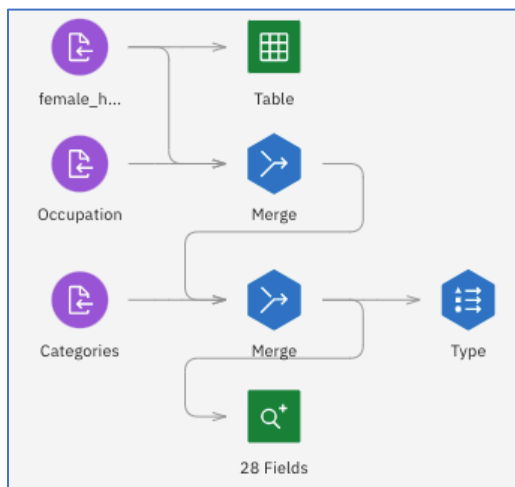 female_h...
Table
Occupation
Merge
Categories
Merge
Type
28 Fields